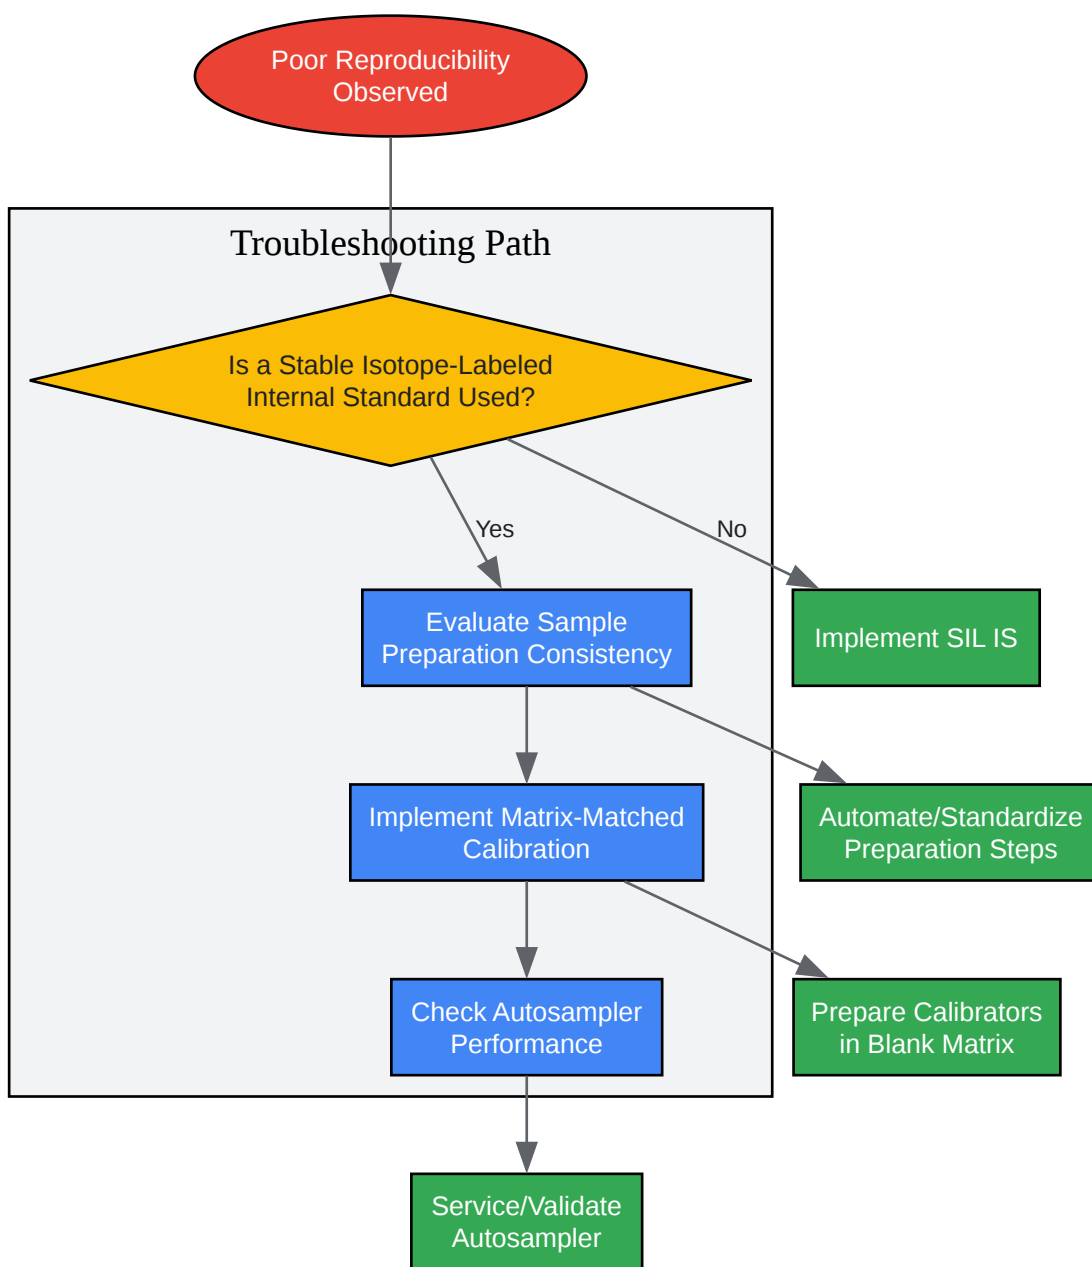 Poor Reproducibility
Observed
Troubleshooting Path
Is a Stable Isotope-Labeled
Internal Standard Used?
Yes
No
Evaluate Sample
Preparation Consistency
Implement SIL IS
Implement Matrix-Matched
Calibration
Automate/Standardize
Preparation Steps
Check Autosampler
Performance
Prepare Calibrators
in Blank Matrix
Service/Validate
Autosampler